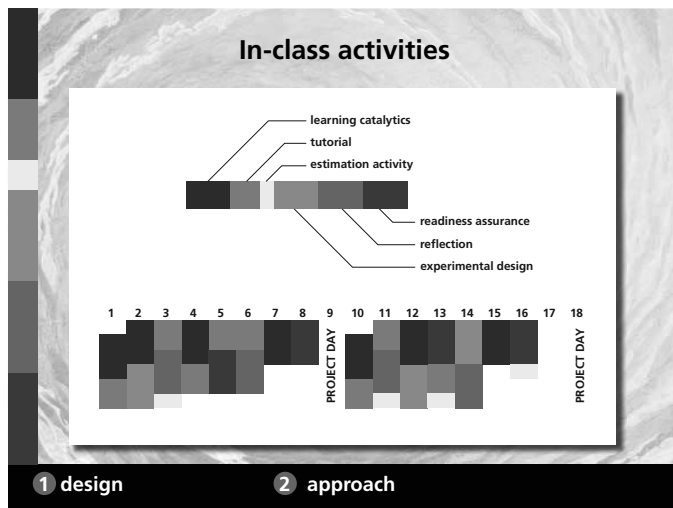 In-class activities
learning catalytics
tutorial
estimation activity
readiness assurance
reflection
experimental design
1 2 3 4 5 6 7 8 9 10 11 12 13 14 15 16 17 18
PROJECT DAY
PROJECT DAY
1 design 2 approach